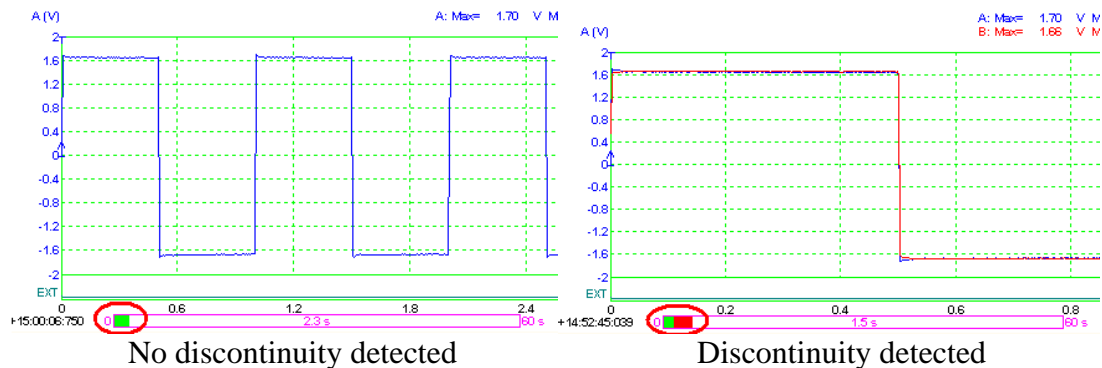 A (V)
A: Max= 1.70 V M
2
1.6
1.2
0.8
0.4
0
-0.4
-0.8
-1.2
-1.6
-2
EXT
0 0.6 1.2 1.8 2.4
+15:00:06:750 0 2.3 s 60 s
No discontinuity detected
A: Max= 1.70 V M
B: Max= 1.66 V M
A (V)
2
1.6
1.2
0.8
0.4
0
-0.4
-0.8
-1.2
-1.6
-2
EXT
0 0.4 0.6 0.8
+14:52:45:039 0 1.5 s 60 s
Discontinuity detected